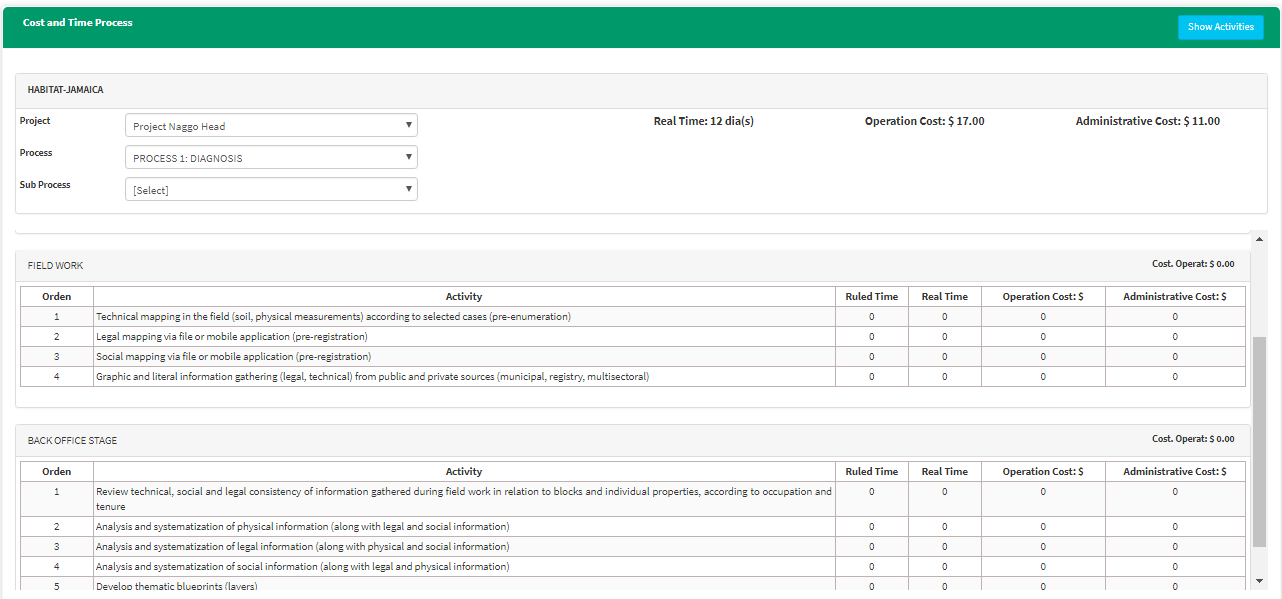 Cost and Time Process
Show Activities
HABITAT-JAMAICA
Project
Project Naggo Head
Real Time: 12 dia(s)
Operation Cost: $ 17.00
Administrative Cost: $ 11.00
Process
PROCESS 1: DIAGNOSIS
Sub Process
[Select]
FIELD WORK
Cost. Operat: $ 0.00
Orden Activity Ruled Time Real Time Operation Cost: $ Administrative Cost: $
1 Technical mapping in the field (soil, physical measurements) according to selected cases (pre-enumeration) 0 0 0 0
2 Legal mapping via file or mobile application (pre-registration) 0 0 0 0
3 Social mapping via file or mobile application (pre-registration) 0 0 0 0
4 Graphic and literal information gathering (legal, technical) from public and private sources (municipal, registry, multisectoral) 0 0 0 0
BACK OFFICE STAGE
Cost. Operat: $ 0.00
Orden Activity Ruled Time Real Time Operation Cost: $ Administrative Cost: $
1 Review technical, social and legal consistency of information gathered during field work in relation to blocks and individual properties, according to occupation and 0 0 0 0
tenure
2 Analysis and systematization of physical information (along with legal and social information) 0 0 0 0
3 Analysis and systematization of legal information (along with physical and social information) 0 0 0 0
4 Analysis and systematization of social information (along with legal and physical information) 0 0 0 0
5 Develop thematic blueprints (layers) 0 0 0 0